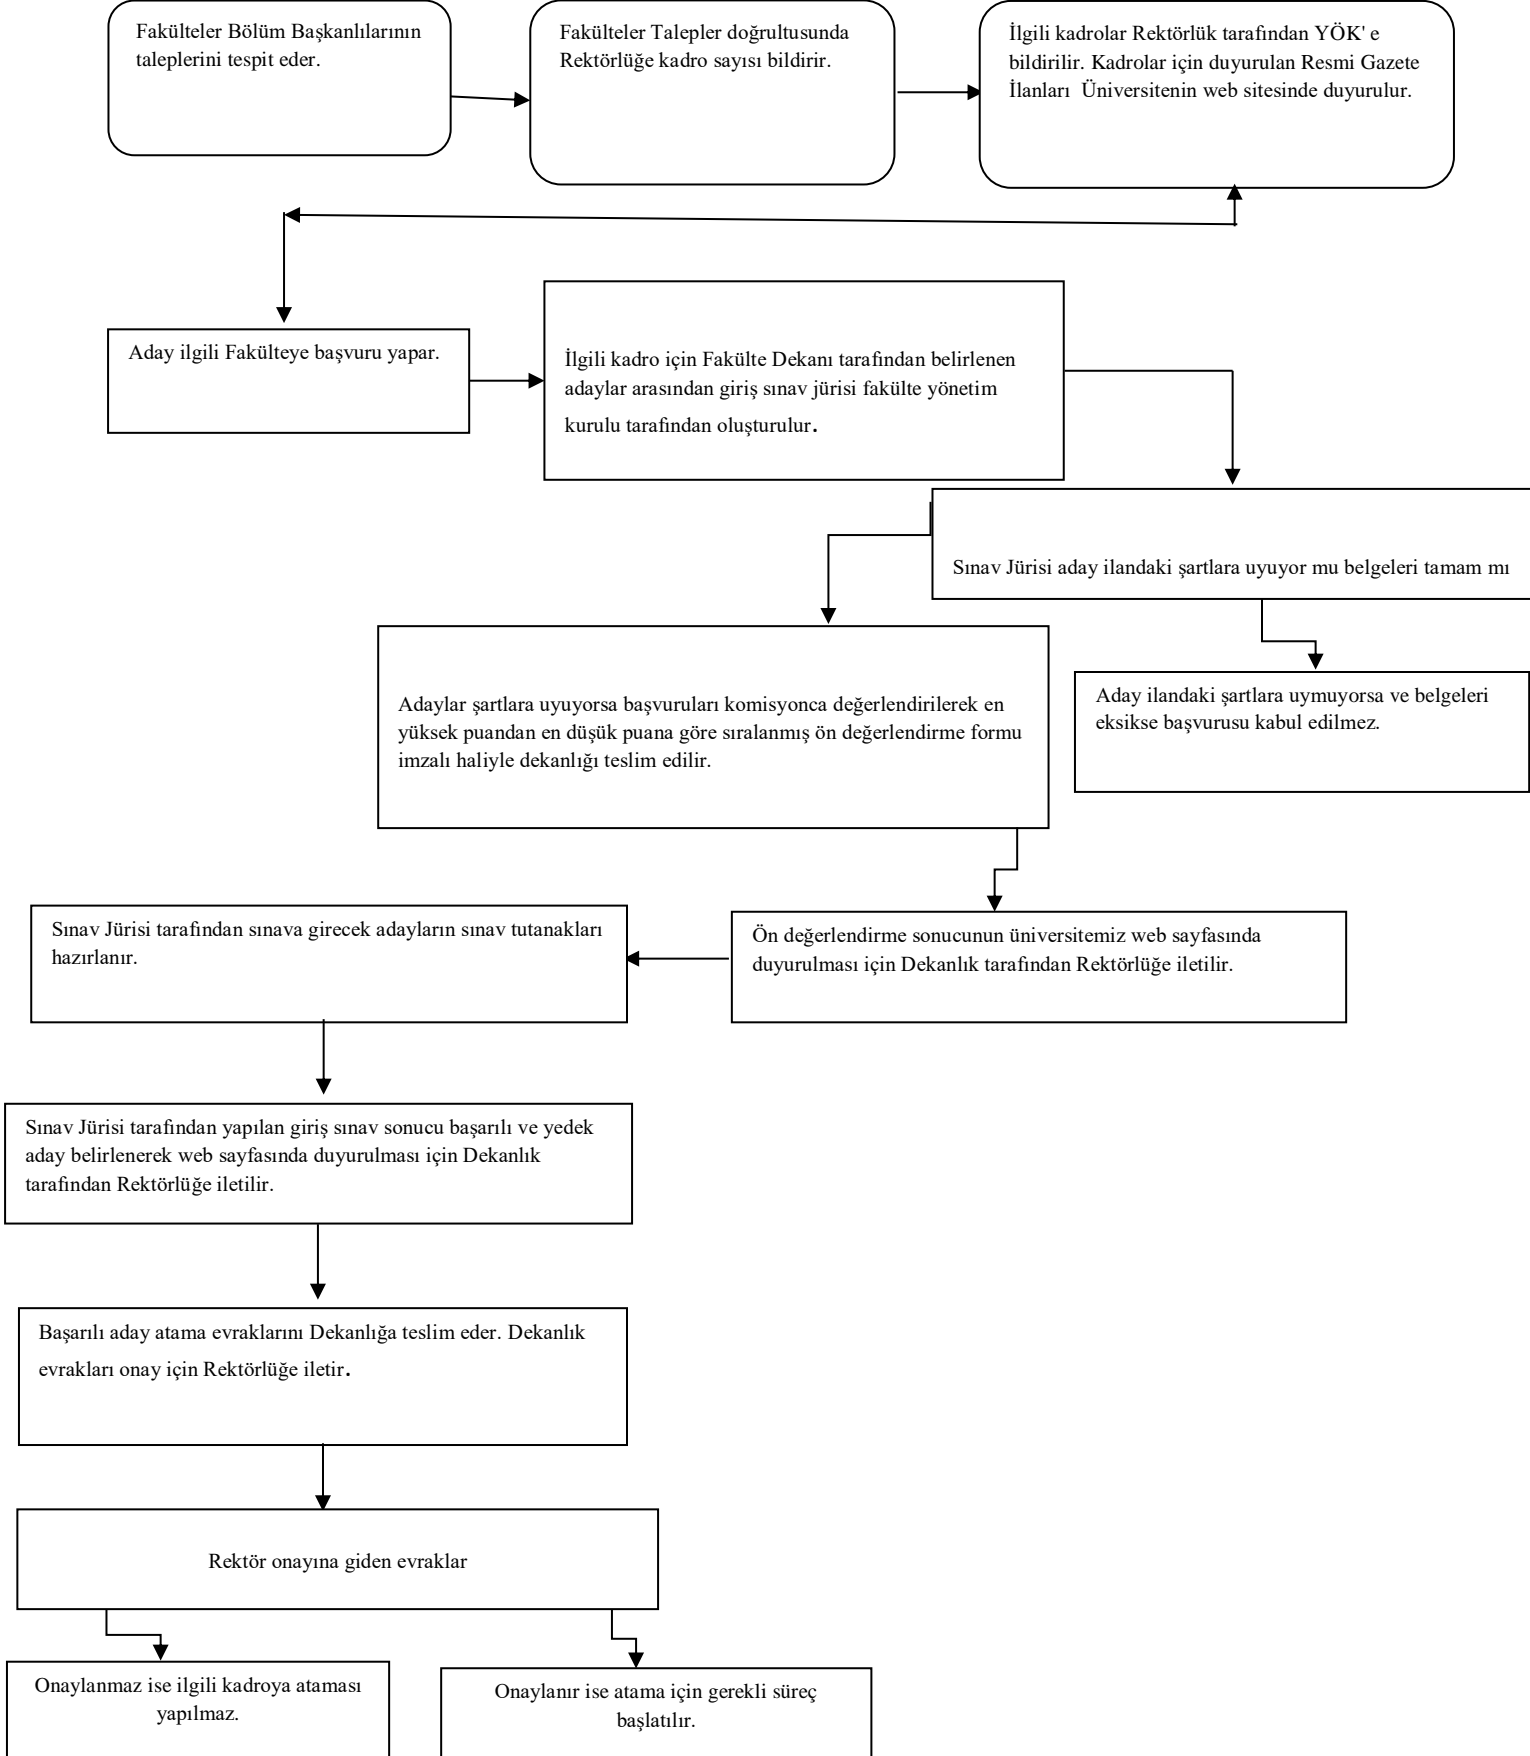 Fakülteler Bölüm Başkanlılarının
taleplerini tespit eder.
Fakülteler Talepler doğrultusunda
Rektörlüğe kadro sayısı bildirir.
İlgili kadrolar Rektörlük tarafından YÖK' e
bildirilir. Kadrolar için duyurulan Resmi Gazete
İlanları  Üniversitenin web sitesinde duyurulur.
Aday ilgili Fakülteye başvuru yapar.
İlgili kadro için Fakülte Dekanı tarafından belirlenen
adaylar arasından giriş sınav jürisi fakülte yönetim
kurulu tarafından oluşturulur.
Sınav Jürisi aday ilandaki şartlara uyuyor mu belgeleri tamam mı
Adaylar şartlara uyuyorsa başvuruları komisyonca değerlendirilerek en
yüksek puandan en düşük puana göre sıralanmış ön değerlendirme formu
imzalı haliyle dekanlığı teslim edilir.
Aday ilandaki şartlara uymuyorsa ve belgeleri
eksikse başvurusu kabul edilmez.
Ön değerlendirme sonucunun üniversitemiz web sayfasında
duyurulması için Dekanlık tarafından Rektörlüğe iletilir.
Sınav Jürisi tarafından sınava girecek adayların sınav tutanakları
hazırlanır.
Sınav Jürisi tarafından yapılan giriş sınav sonucu başarılı ve yedek
aday belirlenerek web sayfasında duyurulması için Dekanlık
tarafından Rektörlüğe iletilir.
Başarılı aday atama evraklarını Dekanlığa teslim eder. Dekanlık
evrakları onay için Rektörlüğe iletir.
Rektör onayına giden evraklar
Onaylanmaz ise ilgili kadroya ataması
yapılmaz.
Onaylanır ise atama için gerekli süreç
başlatılır.